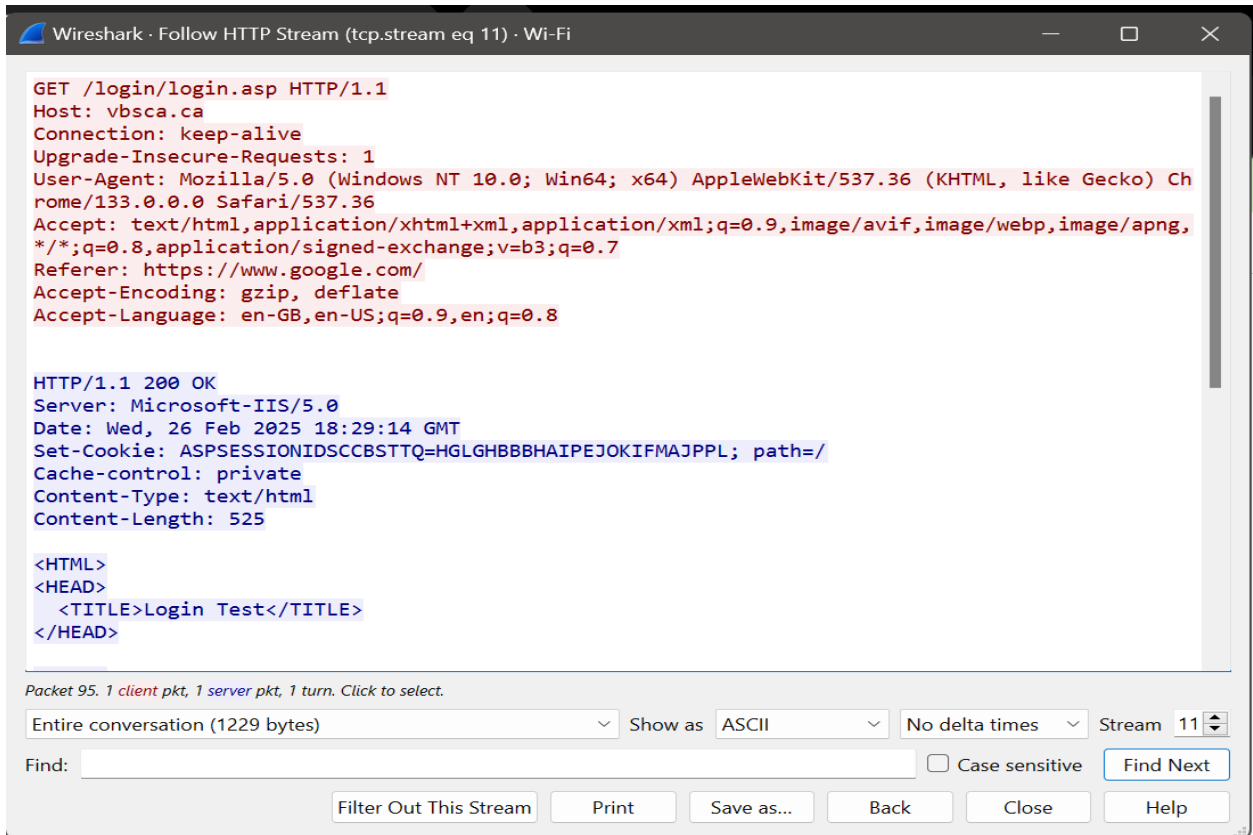 Wireshark · Follow HTTP Stream (tcp.stream eq 11) · Wi-Fi
GET /login/login.asp HTTP/1.1
Host: vbsca.ca
Connection: keep-alive
Upgrade-Insecure-Requests: 1
User-Agent: Mozilla/5.0 (Windows NT 10.0; Win64; x64) AppleWebKit/537.36 (KHTML, like Gecko) Ch
rome/133.0.0.0 Safari/537.36
Accept: text/html,application/xhtml+xml,application/xml;q=0.9,image/avif,image/webp,image/apng,
*/*;q=0.8,application/signed-exchange;v=b3;q=0.7
Referer: https://www.google.com/
Accept-Encoding: gzip, deflate
Accept-Language: en-GB,en-US;q=0.9,en;q=0.8
HTTP/1.1 200 OK
Server: Microsoft-IIS/5.0
Date: Wed, 26 Feb 2025 18:29:14 GMT
Set-Cookie: ASPSESSIONIDSCCBSTTQ=HGLGHBBBHAIPEJOKIFMAJPPL; path=/
Cache-control: private
Content-Type: text/html
Content-Length: 525
<HTML>
<HEAD>
<TITLE>Login Test</TITLE>
</HEAD>
Packet 95. 1 client pkt, 1 server pkt, 1 turn. Click to select.
Entire conversation (1229 bytes) Show as ASCII No delta times Stream 11
Find: Case sensitive Find Next
Filter Out This Stream Print Save as... Back Close Help